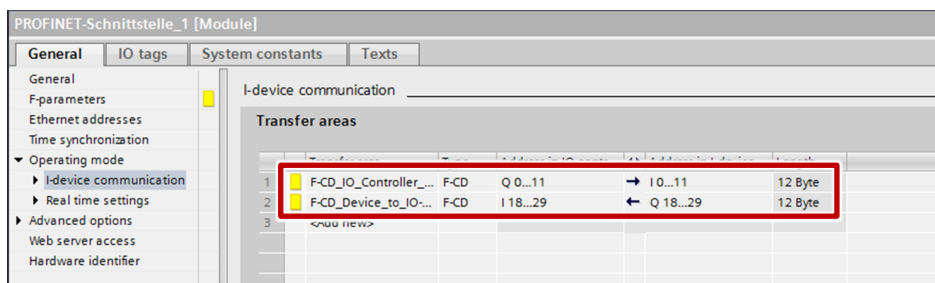 PROFINET-Schnittstelle_1 [Module]
General IO tags System constants Texts
General
F-parameters
Ethernet addresses
Time synchronization
Operating mode
I-device communication
Real time settings
Advanced options
Web server access
Hardware identifier
I-device communication
Transfer areas
1 F-CD_IO_Controller_... F-CD Q 0...11 → I 0...11 12 Byte
2 F-CD_Device_to_IO-... F-CD I 18...29 ← Q 18...29 12 Byte
3 <Add new>